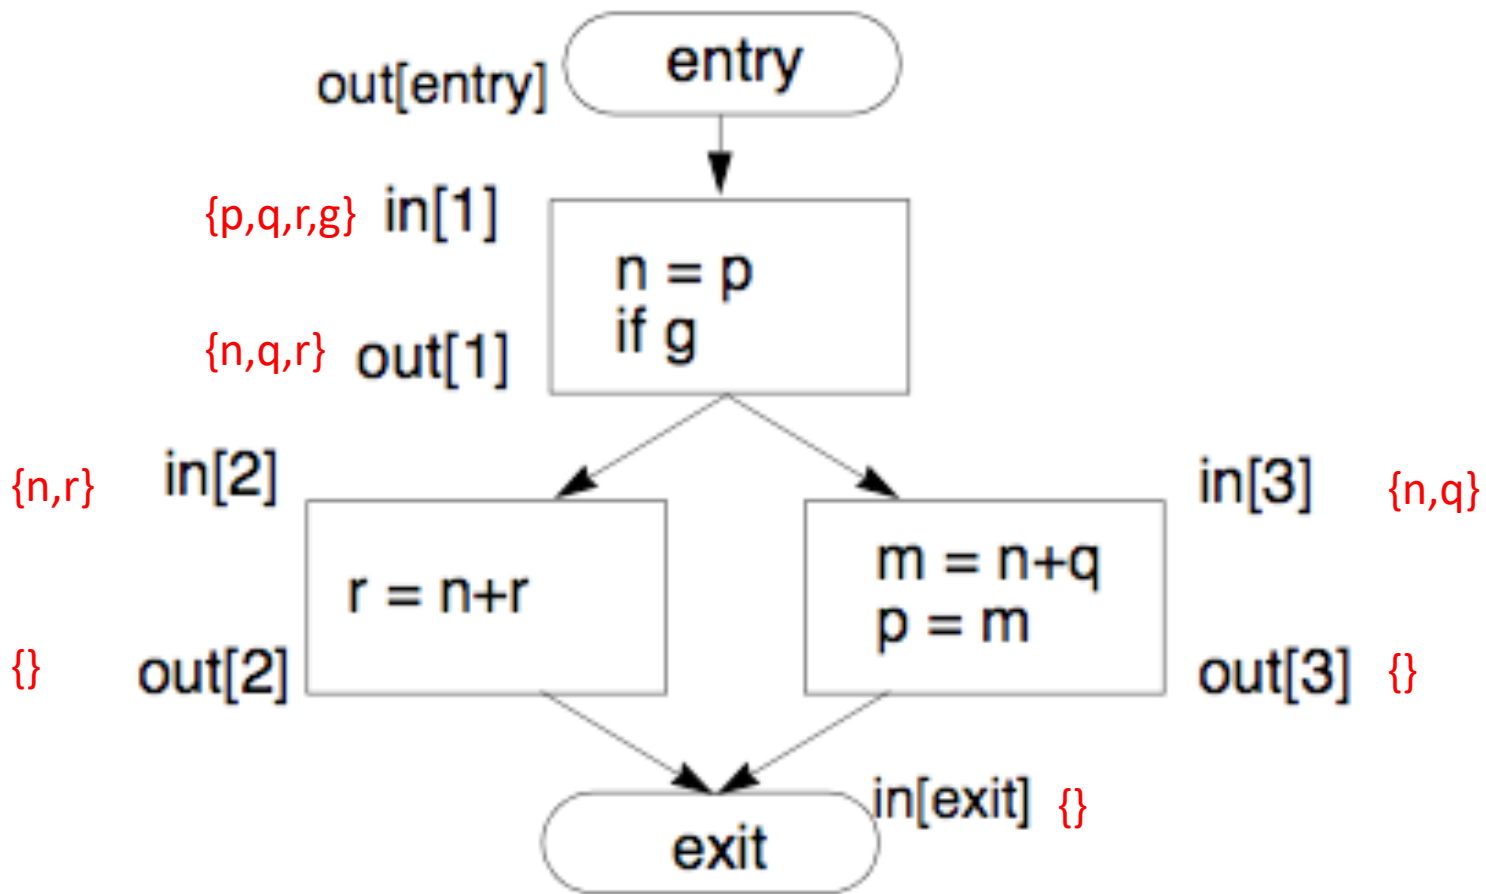 entry
out[entry]
{p,q,r,g} in[1]
n = p
if g
{n,q,r} out[1]
{n,r} in[2]
in[3] {n,q}
r = n+r
m = n+q
p = m
{} out[2]
out[3] {}
in[exit] {}
exit